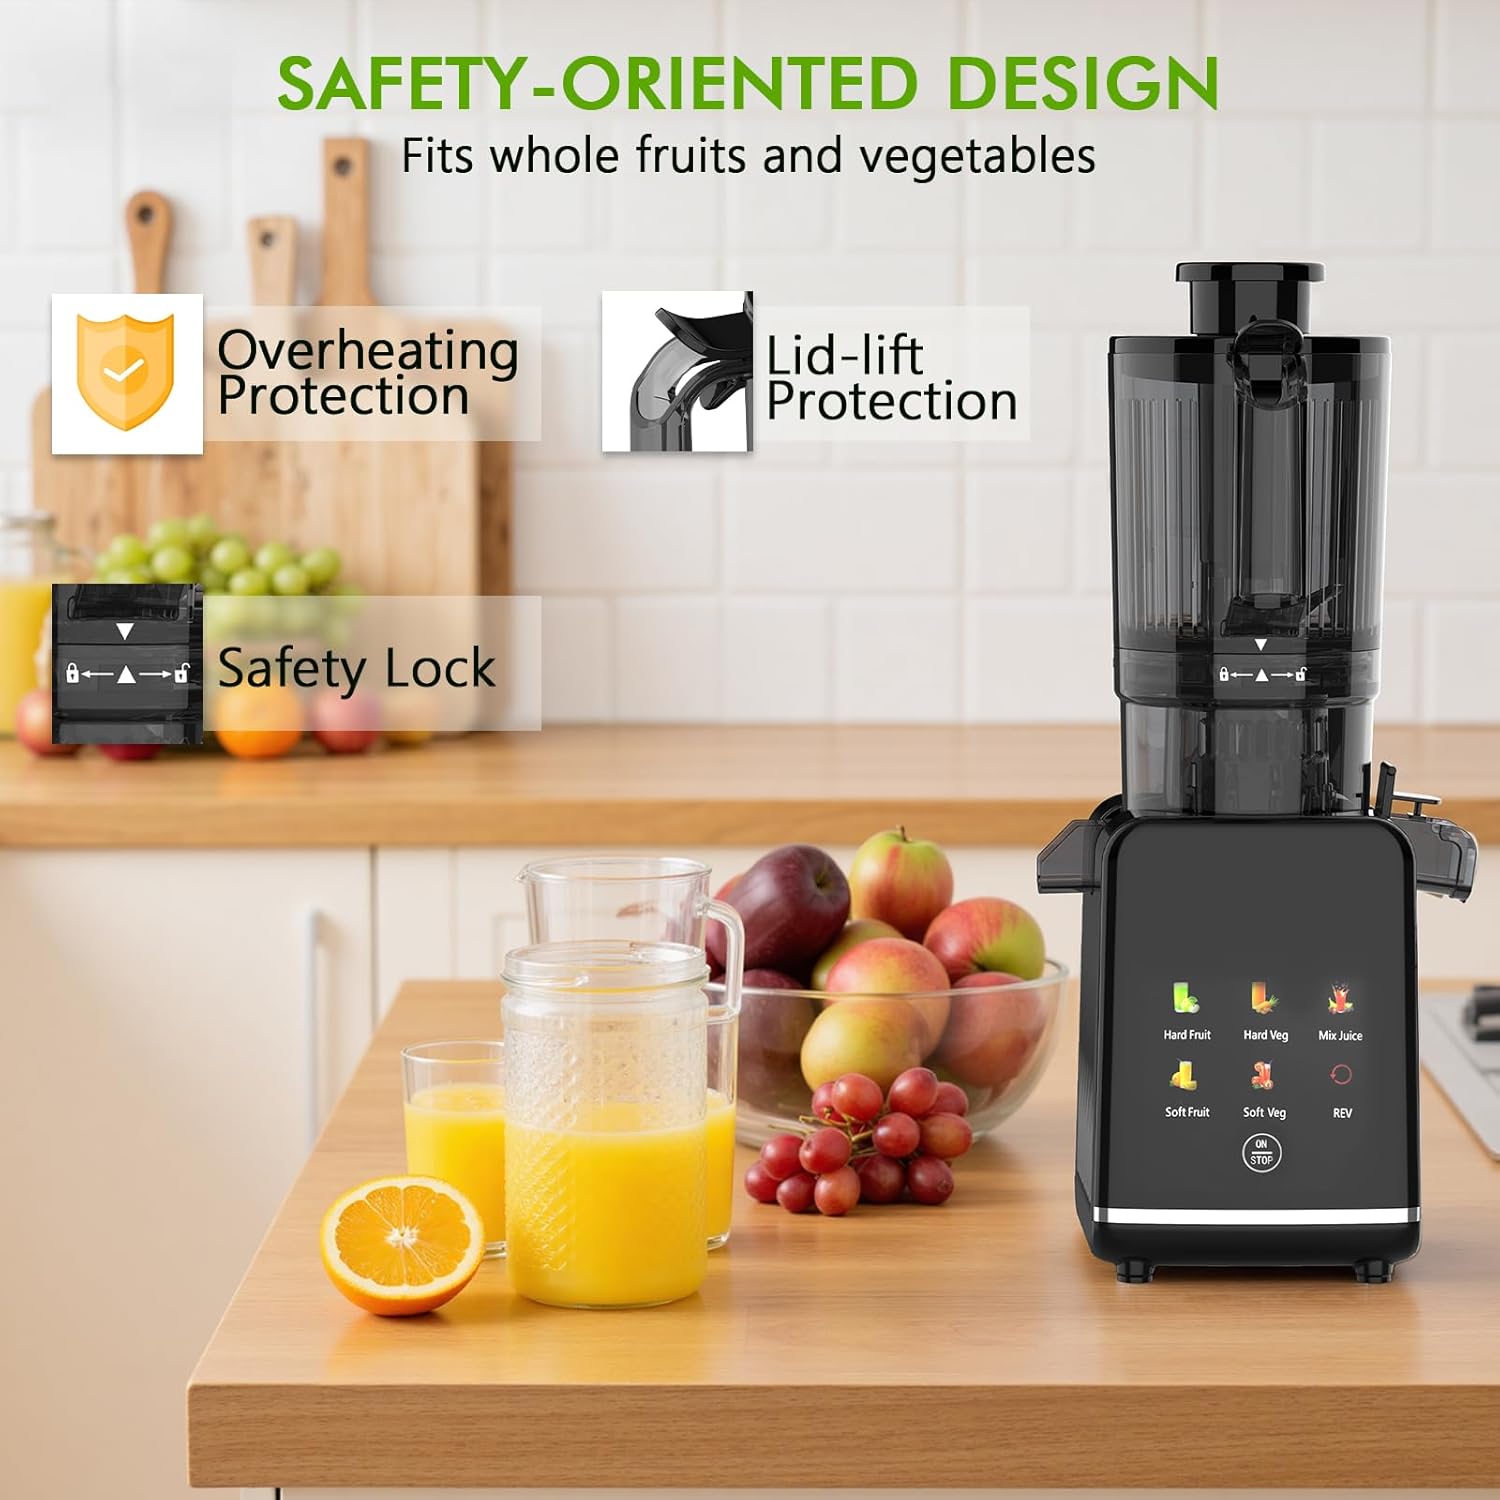 SAFETY-ORIENTED DESIGN
Fits whole fruits and vegetables
Overheating
Protection
Lid-lift
Protection
Safety Lock
Hard Fruit
Hard Veg
Mix Juice
Soft Fruit
Soft Veg
REV
ON
STOP